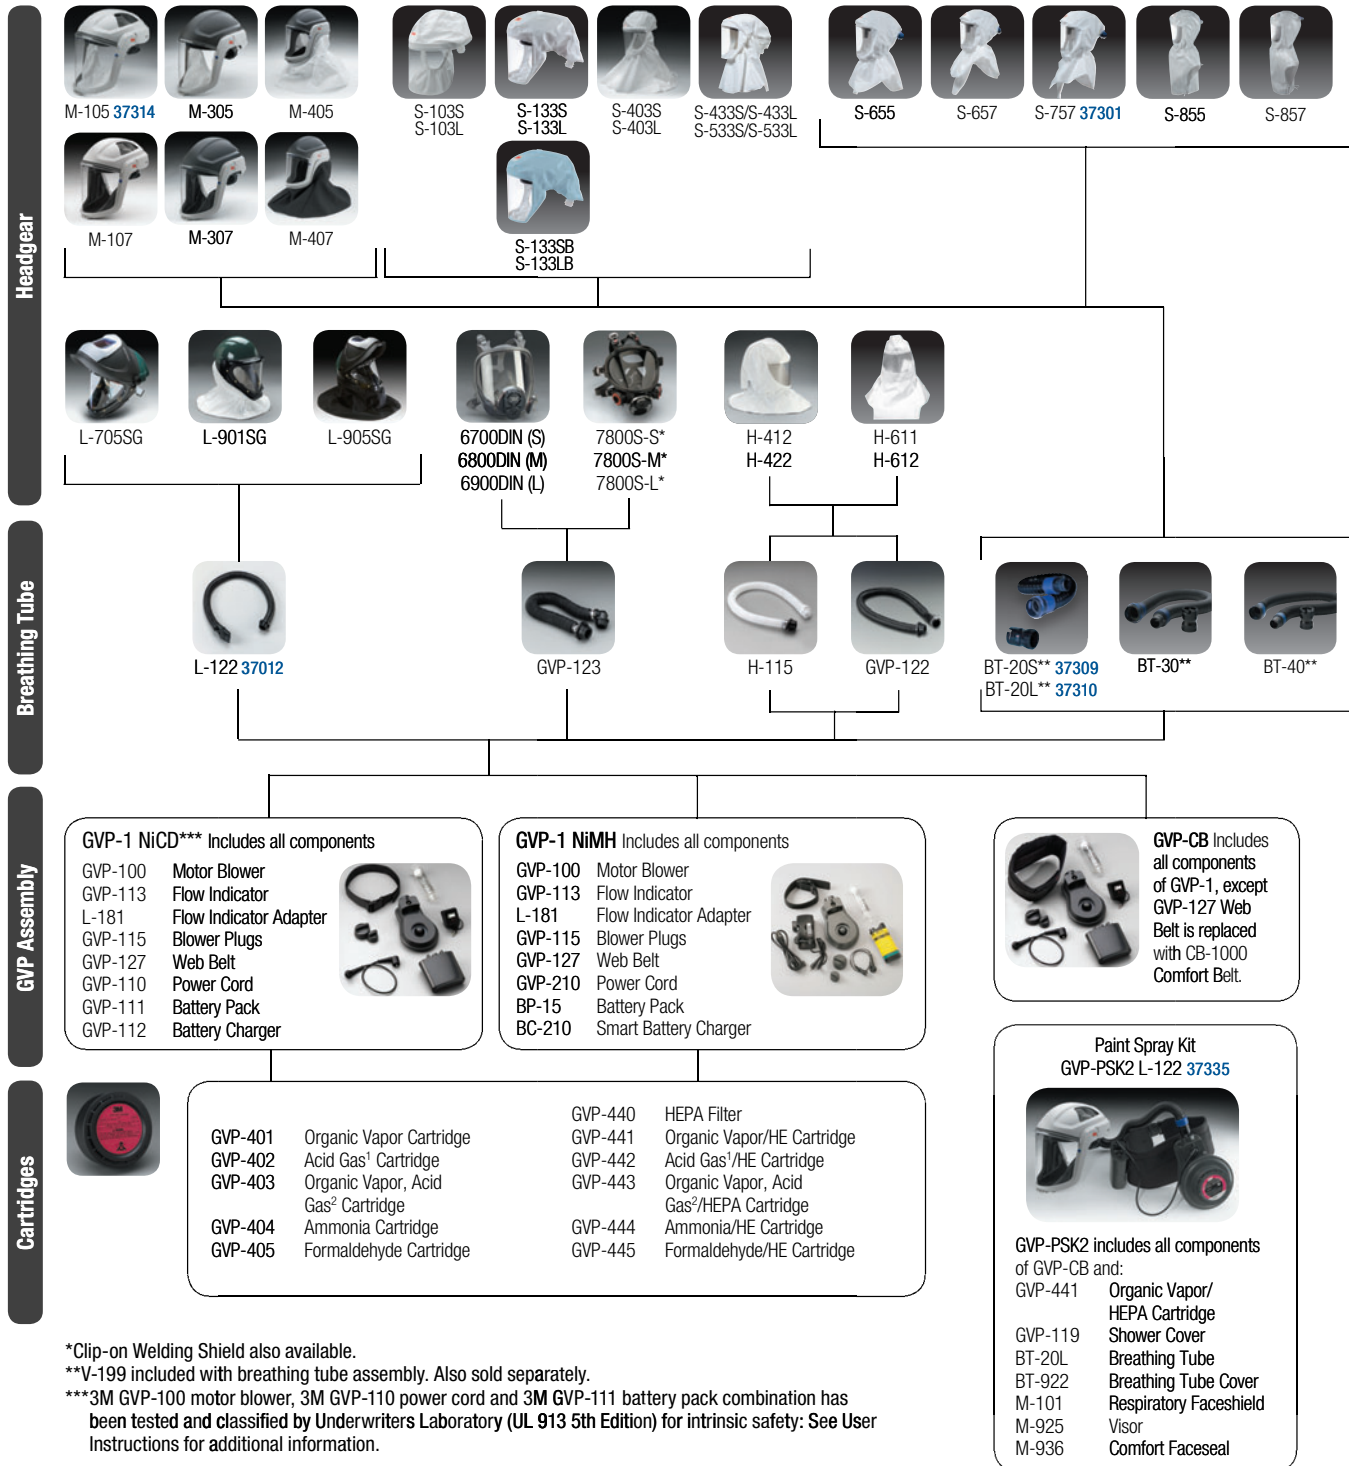 Headgear
M-105 37314
M-305
M-405
S-103S
S-103L
S-133S
S-133L
S-403S
S-403L
S-433S/S-433L
S-533S/S-533L
S-655
S-657
S-757 37301
S-855
S-857
M-107
M-307
M-407
S-133SB
S-133LB
L-705SG
L-901SG
L-905SG
6700DIN (S)
6800DIN (M)
6900DIN (L)
7800S-S*
7800S-M*
7800S-L*
H-412
H-422
H-611
H-612
Breathing Tube
L-122 37012
GVP-123
H-115
GVP-122
BT-20S** 37309
BT-20L** 37310
BT-30**
BT-40**
GVP Assembly
GVP-1 NiCD*** Includes all components
GVP-100 Motor Blower
GVP-113 Flow Indicator
L-181 Flow Indicator Adapter
GVP-115 Blower Plugs
GVP-127 Web Belt
GVP-110 Power Cord
GVP-111 Battery Pack
GVP-112 Battery Charger
GVP-1 NiMH Includes all components
GVP-100 Motor Blower
GVP-113 Flow Indicator
L-181 Flow Indicator Adapter
GVP-115 Blower Plugs
GVP-127 Web Belt
GVP-210 Power Cord
BP-15 Battery Pack
BC-210 Smart Battery Charger
GVP-CB Includes
all components
of GVP-1, except
GVP-127 Web
Belt is replaced
with CB-1000
Comfort Belt.
Cartridges
3M
GVP-401 Organic Vapor Cartridge
GVP-402 Acid Gas¹ Cartridge
GVP-403 Organic Vapor, Acid
Gas² Cartridge
GVP-404 Ammonia Cartridge
GVP-405 Formaldehyde Cartridge
GVP-440 HEPA Filter
GVP-441 Organic Vapor/HE Cartridge
GVP-442 Acid Gas¹/HE Cartridge
GVP-443 Organic Vapor, Acid
Gas²/HEPA Cartridge
GVP-444 Ammonia/HE Cartridge
GVP-445 Formaldehyde/HE Cartridge
Paint Spray Kit
GVP-PSK2 L-122 37335
GVP-PSK2 includes all components
of GVP-CB and:
GVP-441 Organic Vapor/
HEPA Cartridge
GVP-119 Shower Cover
BT-20L Breathing Tube
BT-922 Breathing Tube Cover
M-101 Respiratory Faceshield
M-925 Visor
M-936 Comfort Faceseal
*Clip-on Welding Shield also available.
**V-199 included with breathing tube assembly. Also sold separately.
***3M GVP-100 motor blower, 3M GVP-110 power cord and 3M GVP-111 battery pack combination has
been tested and classified by Underwriters Laboratory (UL 913 5th Edition) for intrinsic safety: See User
Instructions for additional information.